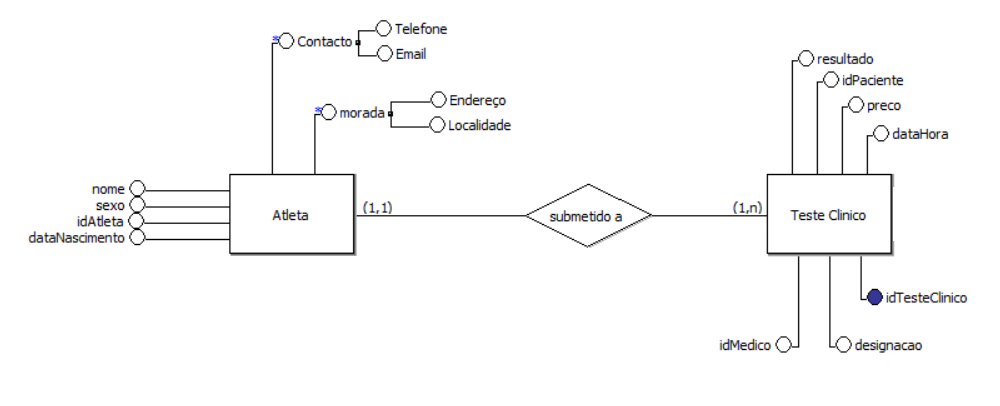 Telefone
* Contacto
Email
* morada
Endereço
Localidade
nome
sexo
idAtleta
dataNascimento
Atleta
(1,1)
submetido a
(1,n)
Teste Clinico
resultado
idPaciente
preco
dataHora
idTesteClinico
idMedico
designacao